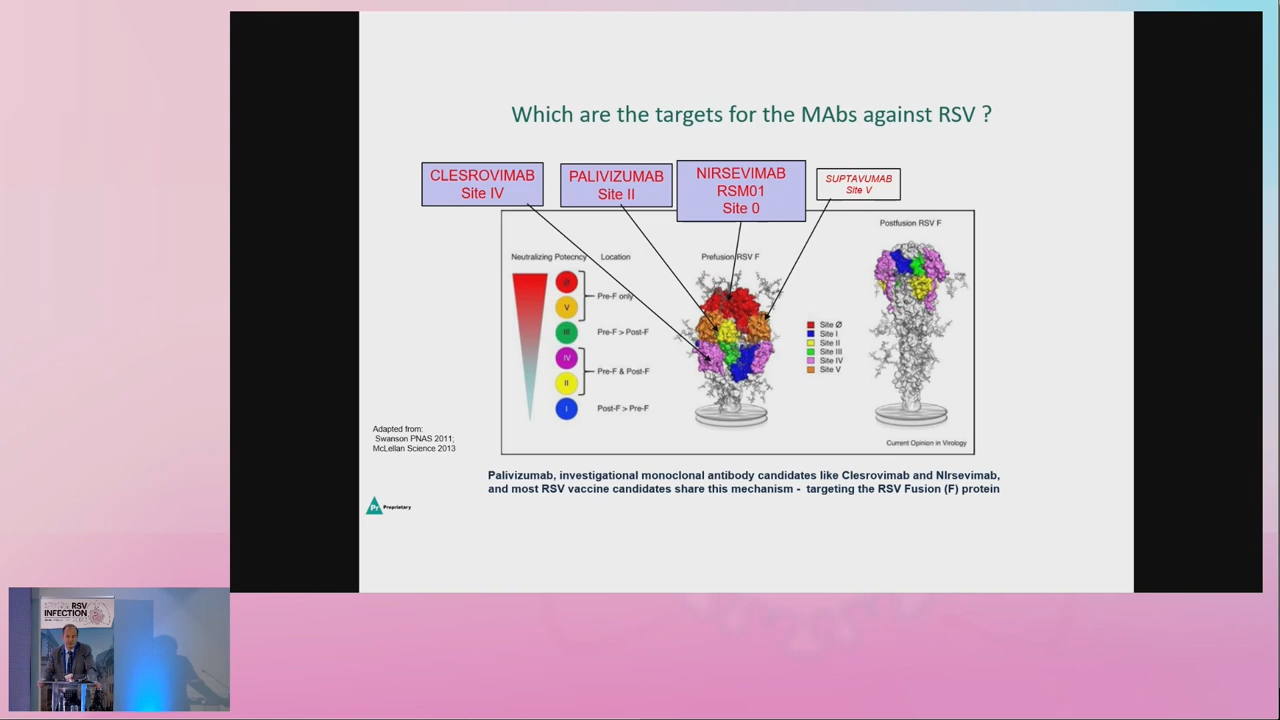 Which are the targets for the MAbs against RSV ?
CLESROVIMAB
Site IV
PALIVIZUMAB
Site II
NIRSEVIMAB
RSM01
Site 0
SUPTAVUMAB
Site V
Neutralizing Potency
Location
Prefusion RSV F
Postfusion RSV F
Ø
V
Pre-F only
III
Pre-F > Post-F
IV
II
Pre-F & Post-F
I
Post-F > Pre-F
Site Ø
Site I
Site II
Site III
Site IV
Site V
Current Opinion in Virology
Adapted from:
Swanson PNAS 2011;
McLellan Science 2013
Palivizumab, investigational monoclonal antibody candidates like Clesrovimab and NIrsevimab,
and most RSV vaccine candidates share this mechanism - targeting the RSV Fusion (F) protein
Pr Proprietary
RSV
INFECTION